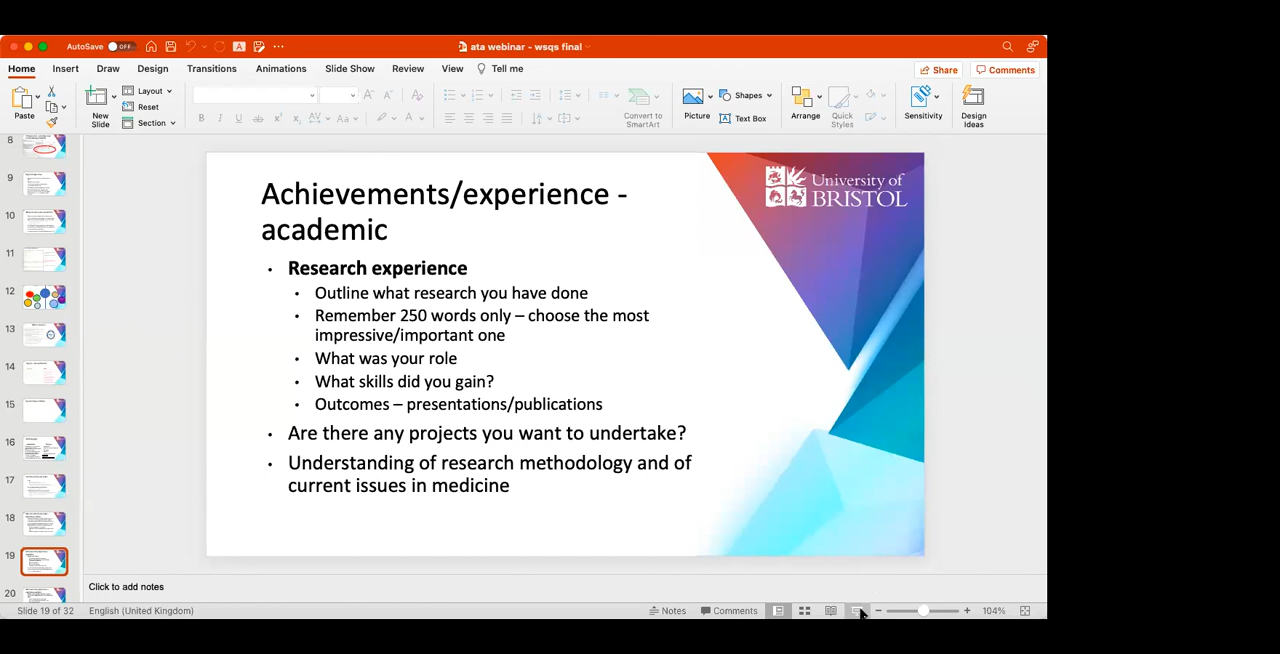 AutoSave OFF
ata webinar - wsqs final
Home Insert Draw Design Transitions Animations Slide Show Review View Tell me Share Comments
Paste
New Slide
Layout
Reset
Section
B I U ab x² x₂ AV Aa A
Convert to SmartArt
Picture
Shapes
Text Box
Arrange
Quick Styles
Sensitivity
Design Ideas
8
9
10
11
12
13
14
15
16
17
18
19
20
University of
BRISTOL
Achievements/experience -
academic
• Research experience
• Outline what research you have done
• Remember 250 words only – choose the most
impressive/important one
• What was your role
• What skills did you gain?
• Outcomes – presentations/publications
• Are there any projects you want to undertake?
• Understanding of research methodology and of
current issues in medicine
Click to add notes
Slide 19 of 32 English (United Kingdom) Notes Comments 104%